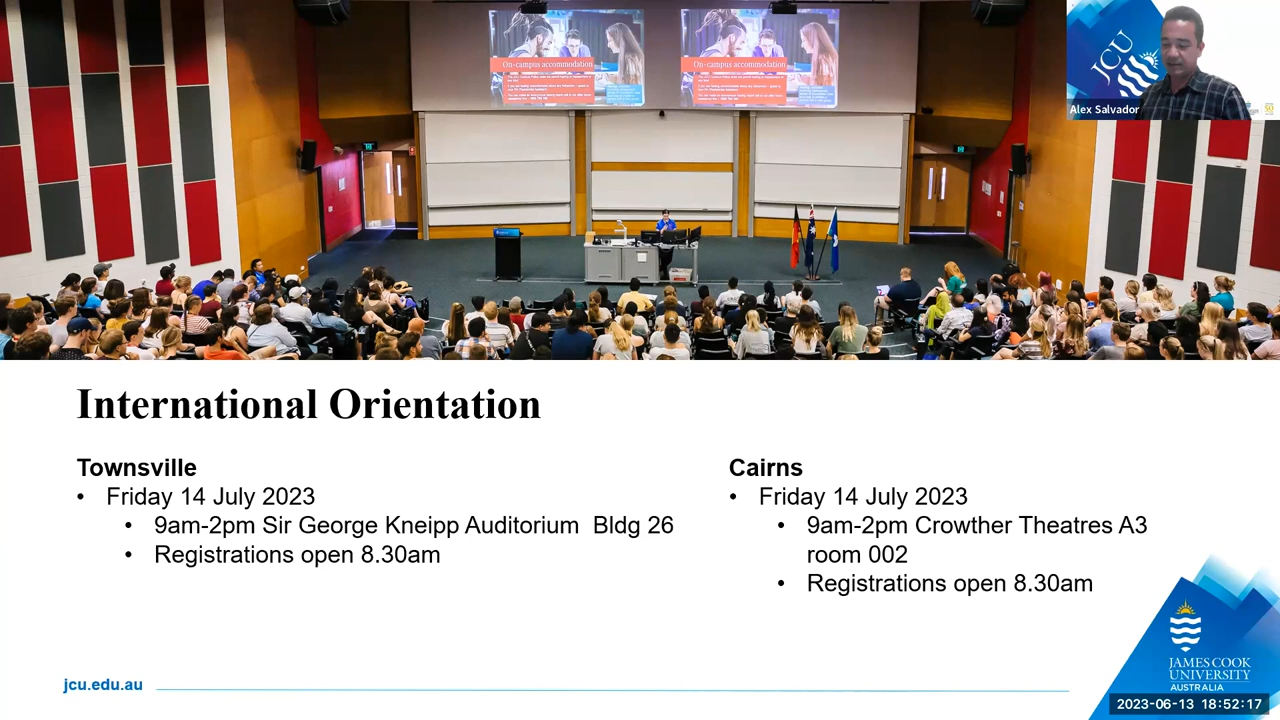 On-campus accommodation
On-campus accommodation
JCU
Alex Salvador
International Orientation
Townsville
• Friday 14 July 2023
• 9am-2pm Sir George Kneipp Auditorium Bldg 26
• Registrations open 8.30am
Cairns
• Friday 14 July 2023
• 9am-2pm Crowther Theatres A3
room 002
• Registrations open 8.30am
jcu.edu.au
JAMES COOK
UNIVERSITY
AUSTRALIA
2023-06-13 18:52:17